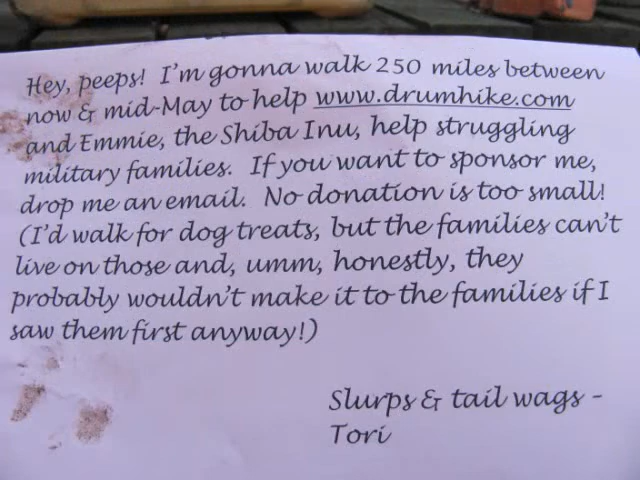 Hey, peeps! I'm gonna walk 250 miles between
now & mid-May to help www.drumhike.com
and Emmie, the Shiba Inu, help struggling
military families. If you want to sponsor me,
drop me an email. No donation is too small!
(I'd walk for dog treats, but the families can't
live on those and, umm, honestly, they
probably wouldn't make it to the families if I
saw them first anyway!)
Slurps & tail wags -
Tori